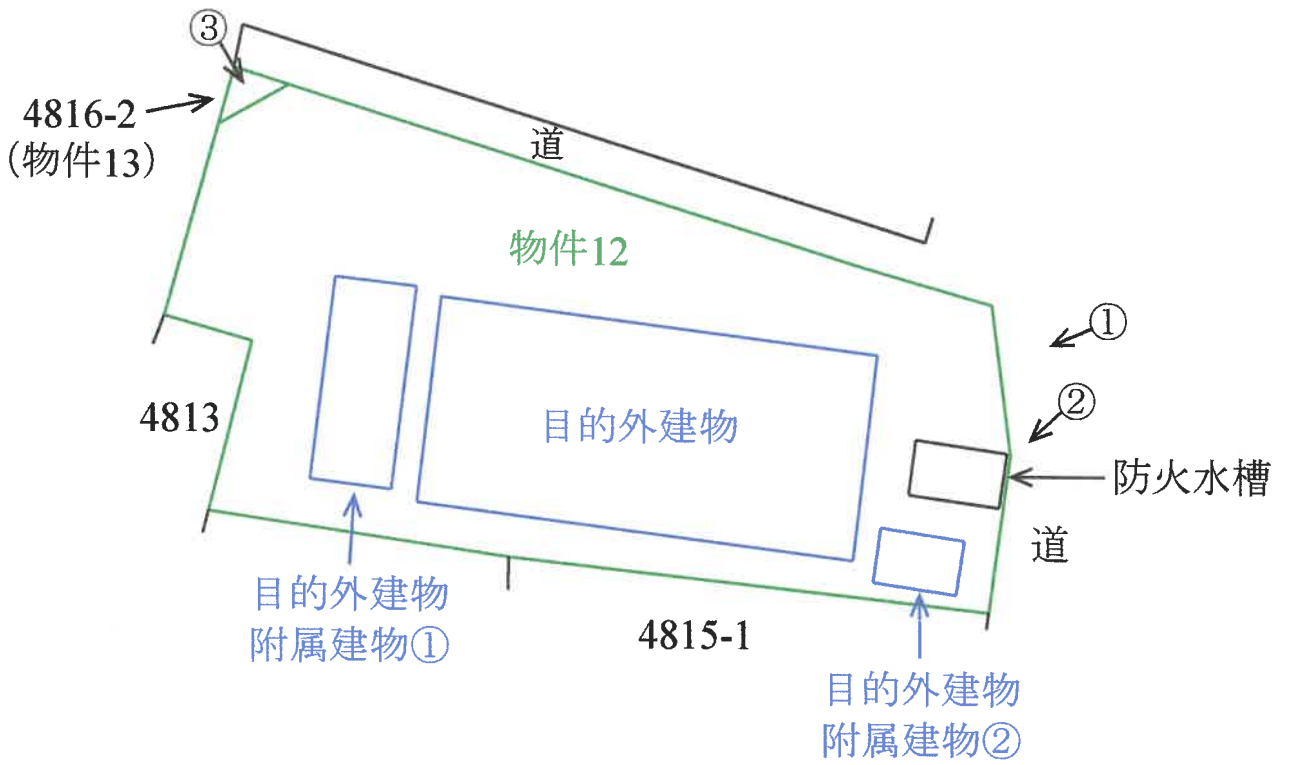 ③
4816-2
（物件13）
道
物件12
①
②
4813
目的外建物
防火水槽
道
目的外建物
附属建物①
4815-1
目的外建物
附属建物②